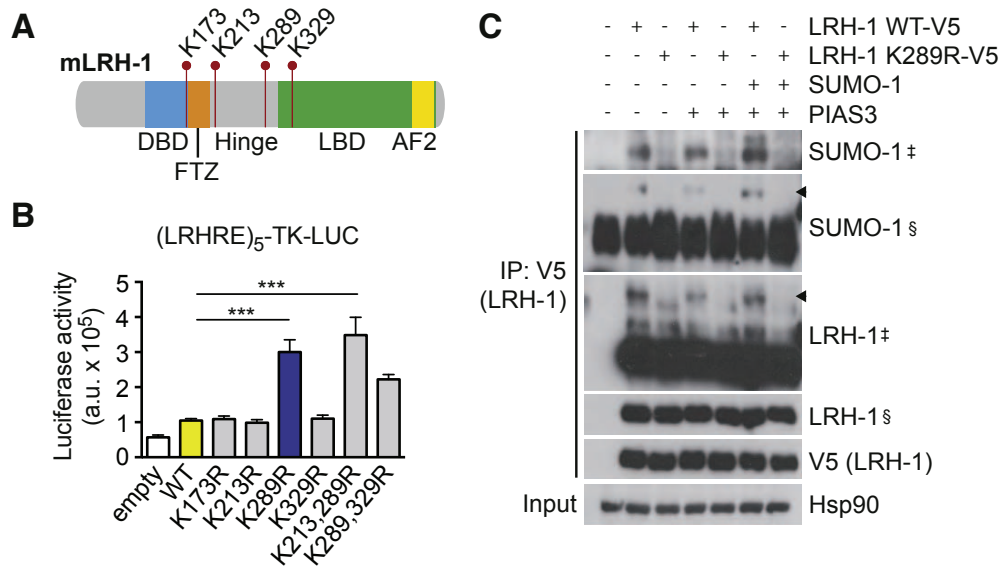 A
K173
K213
K289
K329
mLRH-1
DBD
Hinge
LBD
AF2
FTZ
B
(LRHRE)5-TK-LUC
***
***
Luciferase activity
(a.u. x 10⁵)
5
4
3
2
1
0
empty
WT
K173R
K213R
K289R
K329R
K213,289R
K289,329R
C
- + - + - + - LRH-1 WT-V5
- - + - + - + LRH-1 K289R-V5
- - - - - + + SUMO-1
- - - + + + + PIAS3
IP: V5
(LRH-1)
SUMO-1‡
SUMO-1§
LRH-1‡
LRH-1§
V5 (LRH-1)
Input
Hsp90